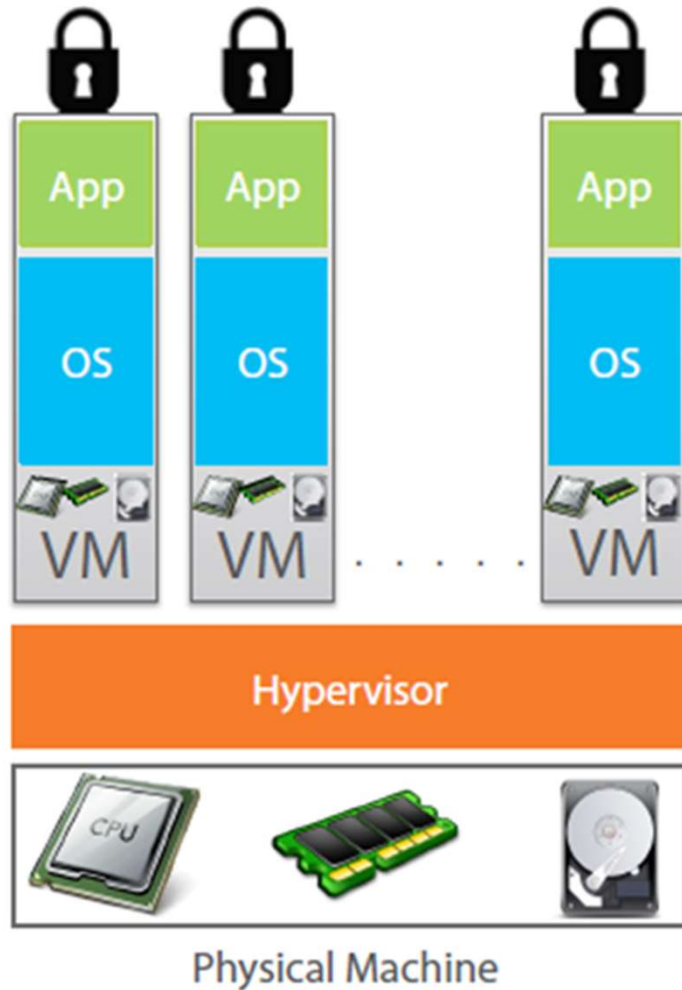 App App App
OS OS OS
VM VM . . . . . VM
Hypervisor
CPU
Physical Machine